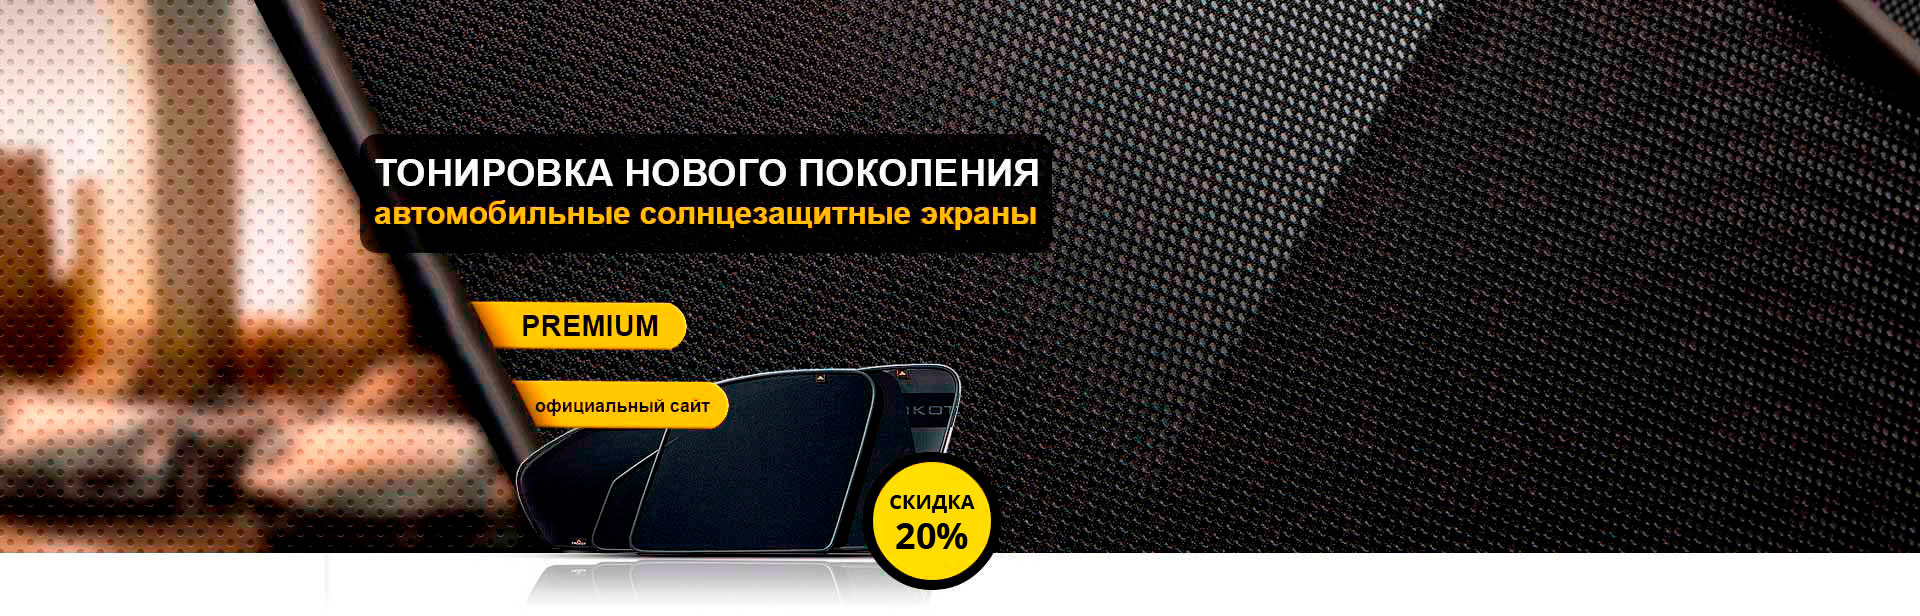 ТОНИРОВКА НОВОГО ПОКОЛЕНИЯ
автомобильные солнцезащитные экраны
PREMIUM
официальный сайт
СКИДКА
20%